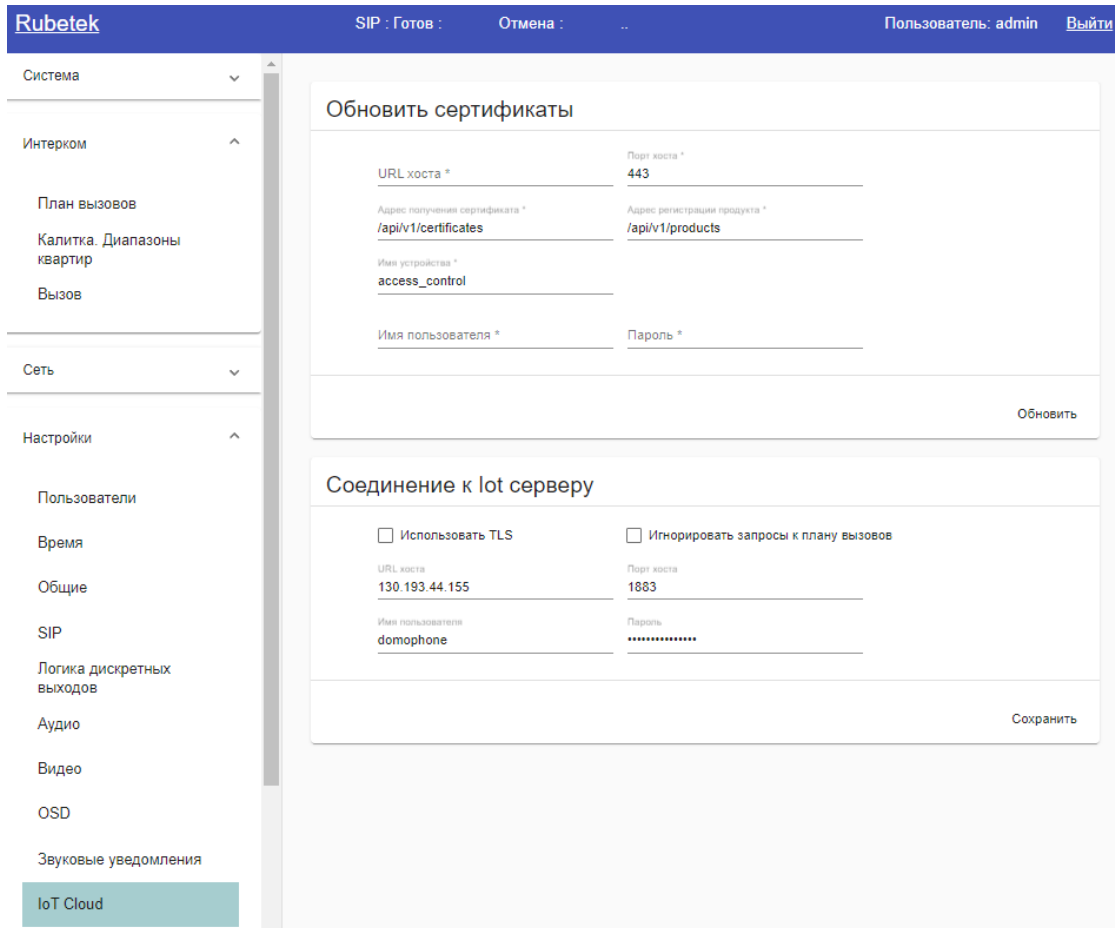 Rubetek
SIP : Готов :
Отмена :
..
Пользователь: admin
Выйти
Система
Интерком
План вызовов
Калитка. Диапазоны
квартир
Вызов
Сеть
Настройки
Пользователи
Время
Общие
SIP
Логика дискретных
выходов
Аудио
Видео
OSD
Звуковые уведомления
IoT Cloud
Обновить сертификаты
URL хоста *
Порт хоста *
443
Адрес получения сертификата *
/api/v1/certificates
Адрес регистрации продукта *
/api/v1/products
Имя устройства *
access_control
Имя пользователя *
Пароль *
Обновить
Соединение к Iot серверу
Использовать TLS
Игнорировать запросы к плану вызовов
URL хоста
130.193.44.155
Порт хоста
1883
Имя пользователя
domophone
Пароль
•••••••••••••••
Сохранить